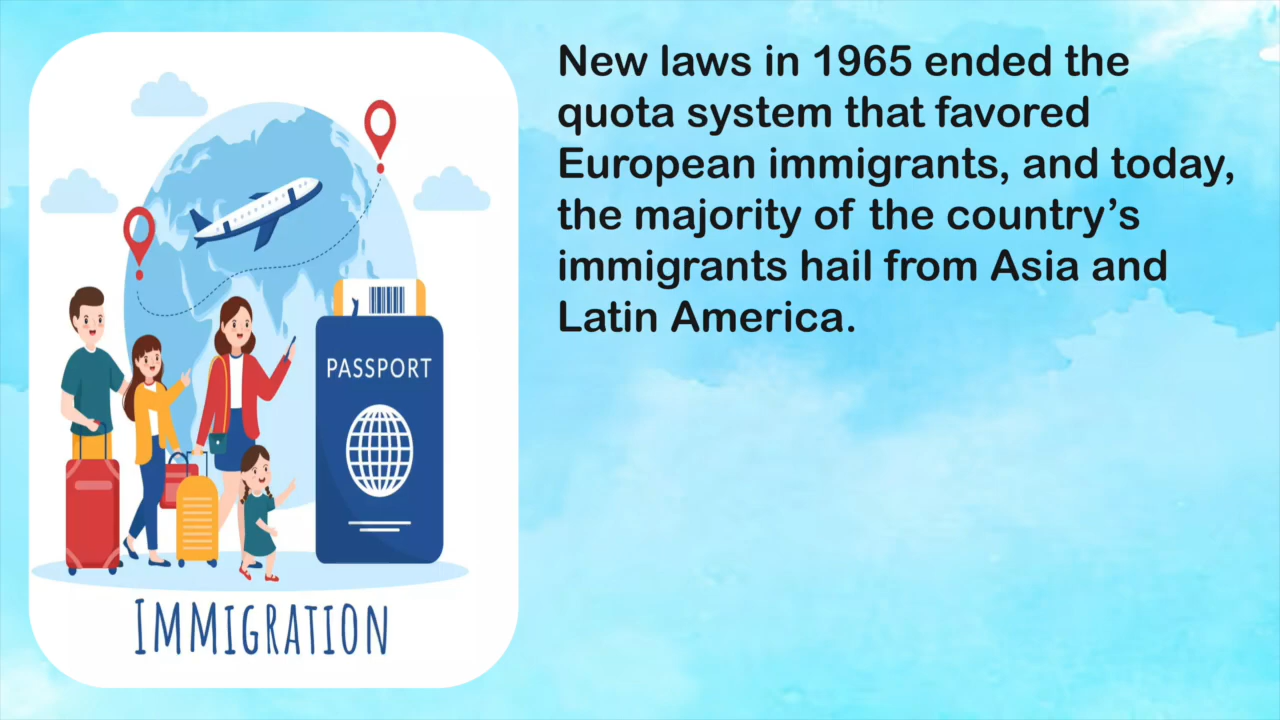 New laws in 1965 ended the
quota system that favored
European immigrants, and today,
the majority of the country’s
immigrants hail from Asia and
Latin America.
PASSPORT
IMMIGRATION